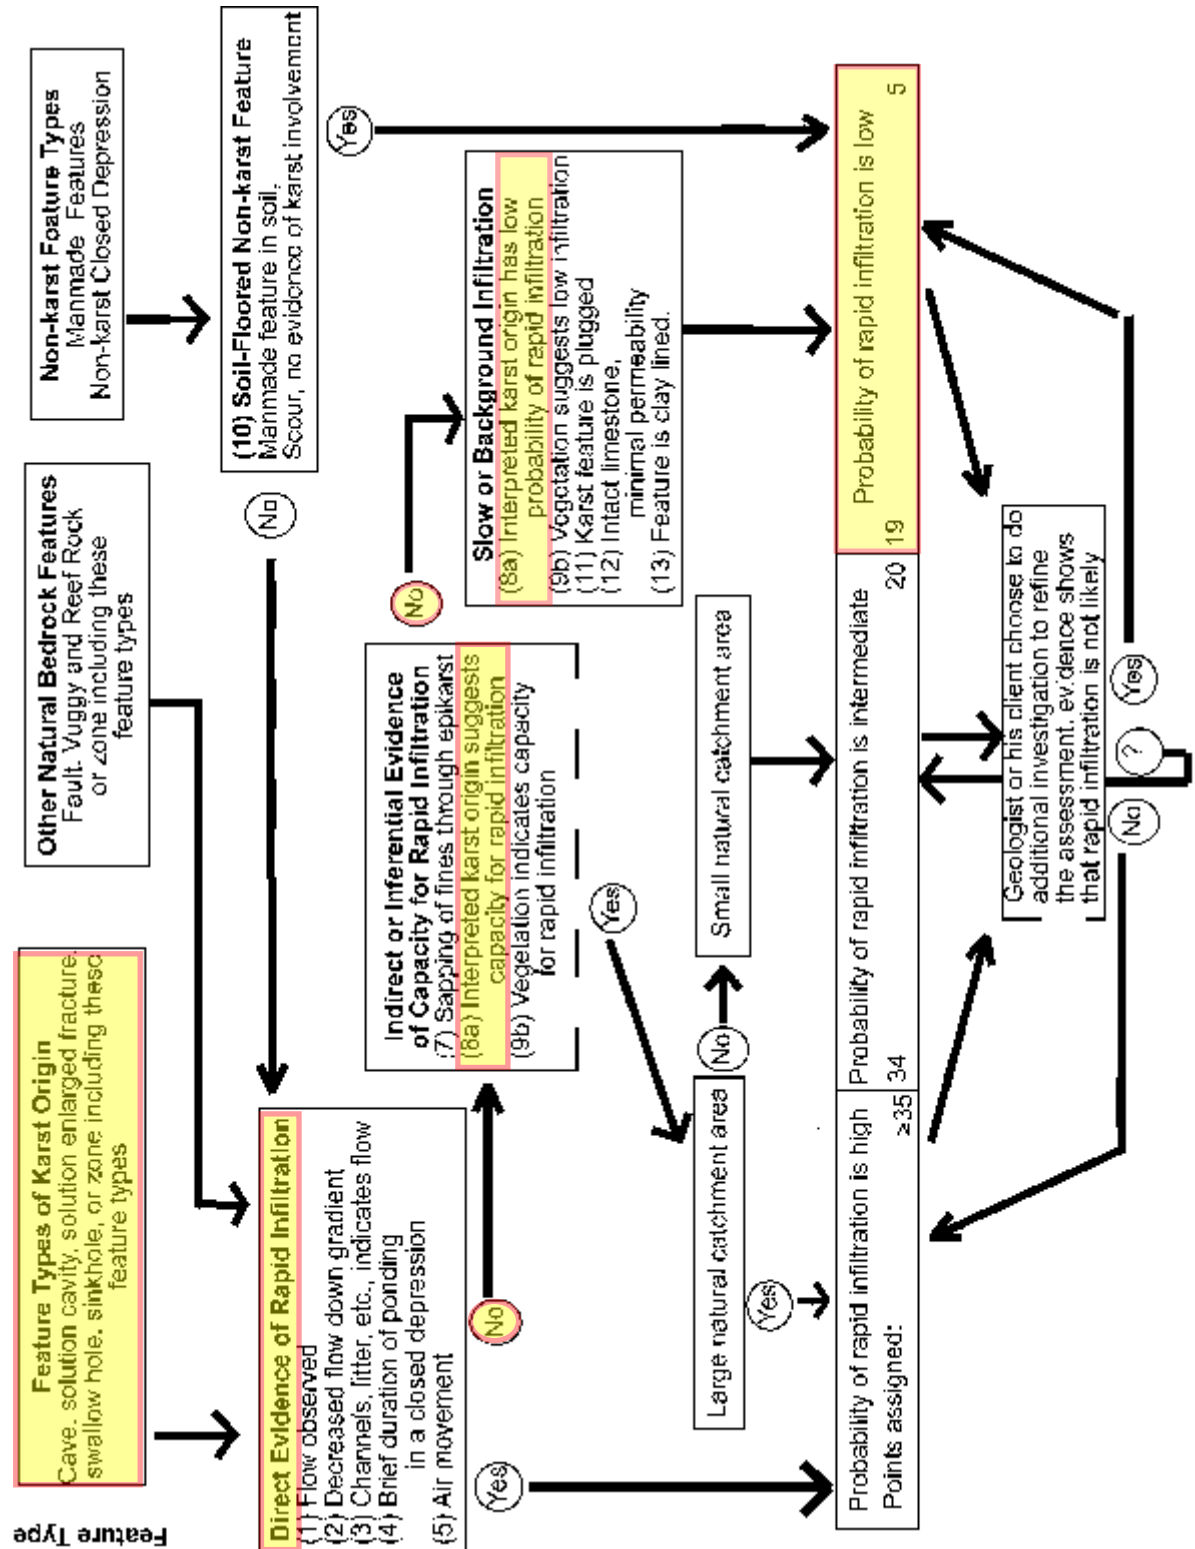 Feature Type
Feature Types of Karst Origin
Cave, solution cavity, solution enlarged fracture,
swallow hole, sinkhole, or zone including these
feature types
Other Natural Bedrock Features
Fault, Vuggy and Reef Rock
or zone including these
feature types
Non-karst Feature Types
Manmade Features
Non-karst Closed Depression
(10) Soil-Floored Non-karst Feature
Manmade feature in soil,
Scour, no evidence of karst involvement
No
Yes
Direct Evidence of Rapid Infiltration
(1) Flow observed
(2) Decreased flow down gradient
(3) Channels, litter, etc., indicates flow
(4) Brief duration of ponding
in a closed depression
(5) Air movement
Yes
No
Indirect or Inferential Evidence
of Capacity for Rapid Infiltration
(7) Sapping of fines through epikarst
(8a) Interpreted karst origin suggests
capacity for rapid infiltration
(9b) Vegetation indicates capacity
for rapid infiltration
No
Yes
Slow or Background Infiltration
(8a) Interpreted karst origin has low
probability of rapid infiltration
(9b) Vegetation suggests low infiltration
(11) Karst feature is plugged
(12) Intact limestone,
minimal permeability
(13) Feature is clay lined.
Large natural catchment area
No
Yes
Small natural catchment area
Probability of rapid infiltration is high
Points assigned: ≥35
Probability of rapid infiltration is intermediate
34 20
Probability of rapid infiltration is low
19 5
Geologist or his client choose to do
additional investigation to refine
the assessment, evidence shows
that rapid infiltration is not likely
No
?
Yes